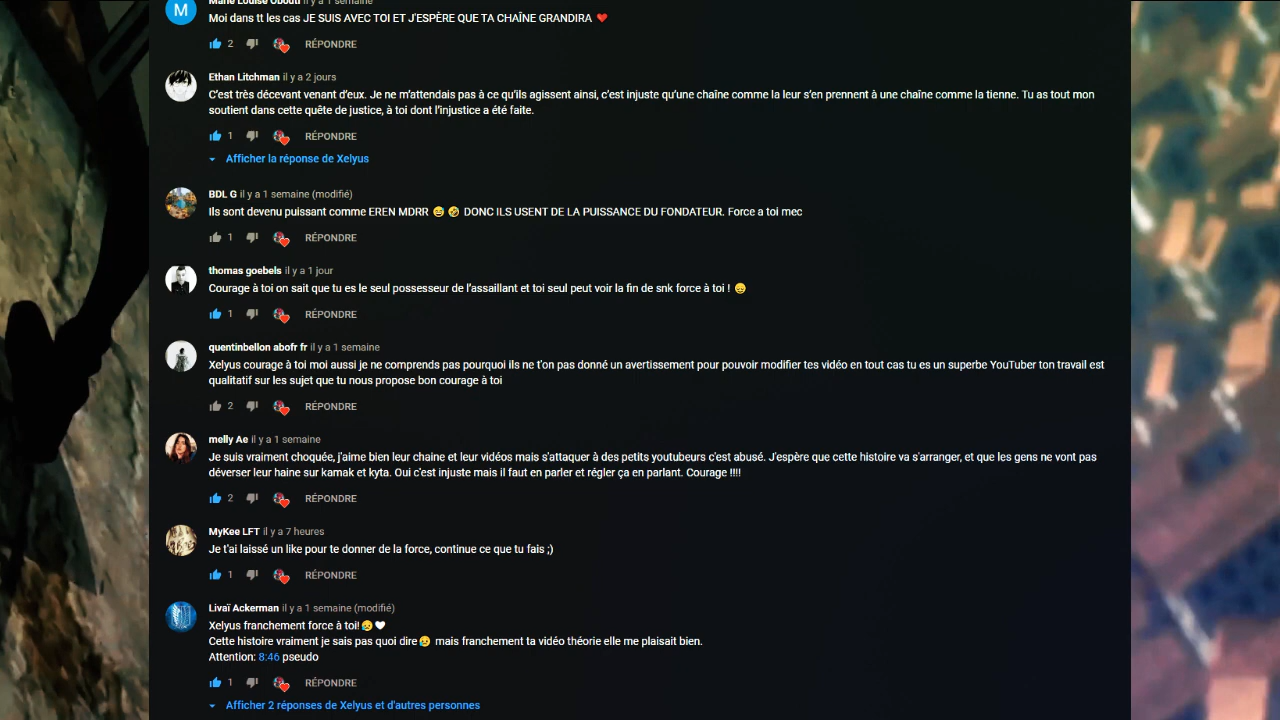 Marie Louise Obouti il y a 1 semaine
Moi dans tt les cas JE SUIS AVEC TOI ET J'ESPÈRE QUE TA CHAÎNE GRANDIRA ❤️
M
2 RÉPONDRE
Ethan Litchman il y a 2 jours
C'est très décevant venant d'eux. Je ne m'attendais pas à ce qu'ils agissent ainsi, c'est injuste qu'une chaîne comme la leur s'en prennent à une chaîne comme la tienne. Tu as tout mon
soutient dans cette quête de justice, à toi dont l'injustice a été faite.
1 RÉPONDRE
Afficher la réponse de Xelyus
BDL G il y a 1 semaine (modifié)
Ils sont devenu puissant comme EREN MDRR 😅 🤣 DONC ILS USENT DE LA PUISSANCE DU FONDATEUR. Force a toi mec
1 RÉPONDRE
thomas goebels il y a 1 jour
Courage à toi on sait que tu es le seul possesseur de l'assaillant et toi seul peut voir la fin de snk force à toi ! 😄
1 RÉPONDRE
quentinbellon abofr fr il y a 1 semaine
Xelyus courage à toi moi aussi je ne comprends pas pourquoi ils ne t'on pas donné un avertissement pour pouvoir modifier tes vidéo en tout cas tu es un superbe YouTuber ton travail est
qualitatif sur les sujet que tu nous propose bon courage à toi
2 RÉPONDRE
melly Ae il y a 1 semaine
Je suis vraiment choquée, j'aime bien leur chaine et leur vidéos mais s'attaquer à des petits youtubeurs c'est abusé. J'espère que cette histoire va s'arranger, et que les gens ne vont pas
déverser leur haine sur kamak et kyta. Oui c'est injuste mais il faut en parler et régler ça en parlant. Courage !!!!
2 RÉPONDRE
MyKee LFT il y a 7 heures
Je t'ai laissé un like pour te donner de la force, continue ce que tu fais ;)
1 RÉPONDRE
Livaï Ackerman il y a 1 semaine (modifié)
Xelyus franchement force à toi!😥🤍
Cette histoire vraiment je sais pas quoi dire😥 mais franchement ta vidéo théorie elle me plaisait bien.
Attention: 8:46 pseudo
1 RÉPONDRE
Afficher 2 réponses de Xelyus et d'autres personnes